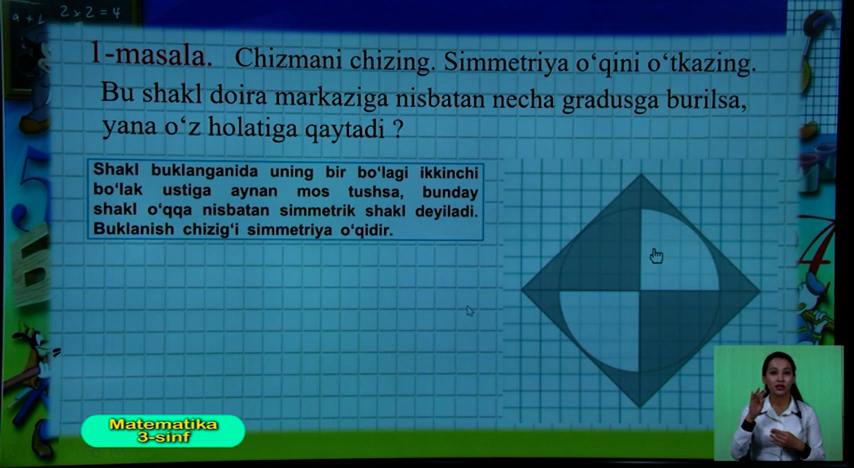 a + b 2 × 2 = 4
1-masala. Chizmani chizing. Simmetriya o‘qini o‘tkazing.
Bu shakl doira markaziga nisbatan necha gradusga burilsa,
yana o‘z holatiga qaytadi ?
Shakl buklanganida uning bir bo‘lagi ikkinchi
bo‘lak ustiga aynan mos tushsa, bunday
shakl o‘qqa nisbatan simmetrik shakl deyiladi.
Buklanish chizig‘i simmetriya o‘qidir.
Matematika
3-sinf